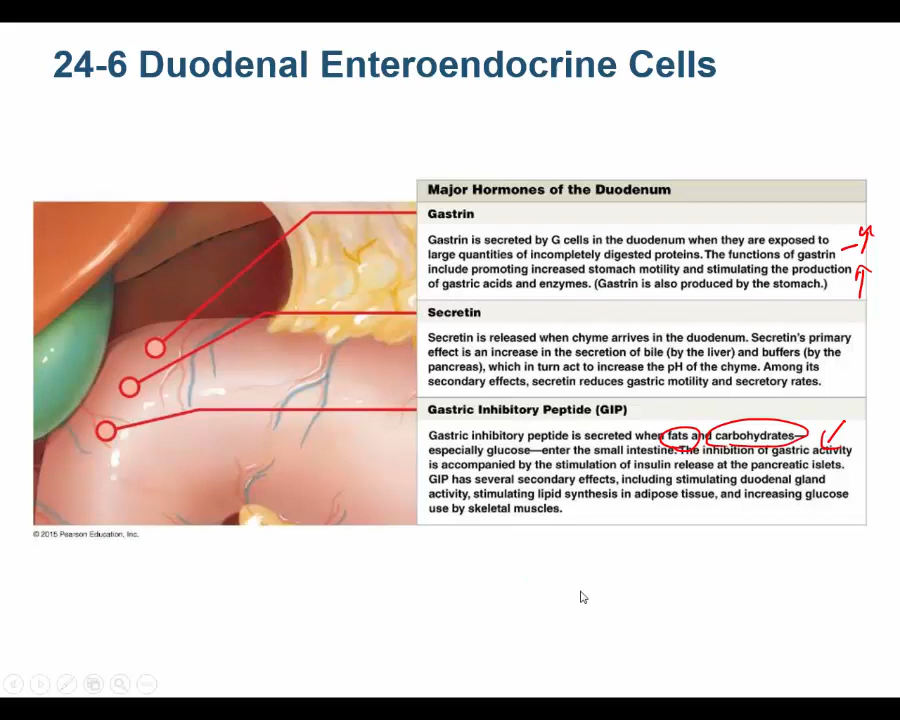 24-6 Duodenal Enteroendocrine Cells
Major Hormones of the Duodenum
Gastrin
Gastrin is secreted by G cells in the duodenum when they are exposed to
large quantities of incompletely digested proteins. The functions of gastrin
include promoting increased stomach motility and stimulating the production
of gastric acids and enzymes. (Gastrin is also produced by the stomach.)
Secretin
Secretin is released when chyme arrives in the duodenum. Secretin's primary
effect is an increase in the secretion of bile (by the liver) and buffers (by the
pancreas), which in turn act to increase the pH of the chyme. Among its
secondary effects, secretin reduces gastric motility and secretory rates.
Gastric Inhibitory Peptide (GIP)
Gastric inhibitory peptide is secreted when fats and carbohydrates—
especially glucose—enter the small intestine. The inhibition of gastric activity
is accompanied by the stimulation of insulin release at the pancreatic islets.
GIP has several secondary effects, including stimulating duodenal gland
activity, stimulating lipid synthesis in adipose tissue, and increasing glucose
use by skeletal muscles.
© 2015 Pearson Education, Inc.